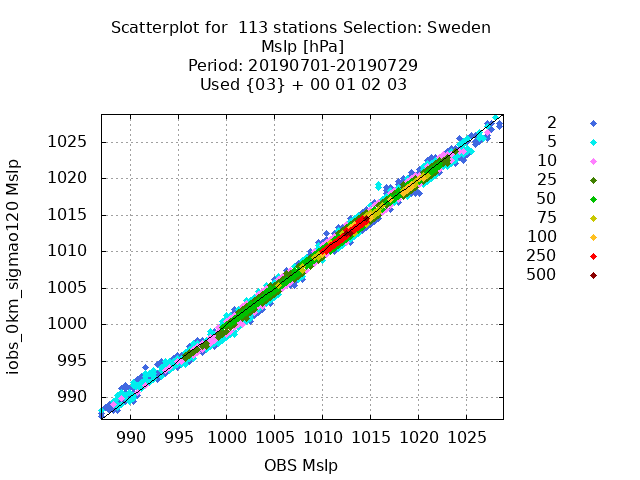 Scatterplot for  113 stations Selection: Sweden
Mslp [hPa]
Period: 20190701-20190729
Used {03} + 00 01 02 03
iobs_0km_sigmao120 Mslp
1025
1020
1015
1010
1005
1000
995
990
990 995 1000 1005 1010 1015 1020 1025
OBS Mslp
2
5
10
25
50
75
100
250
500